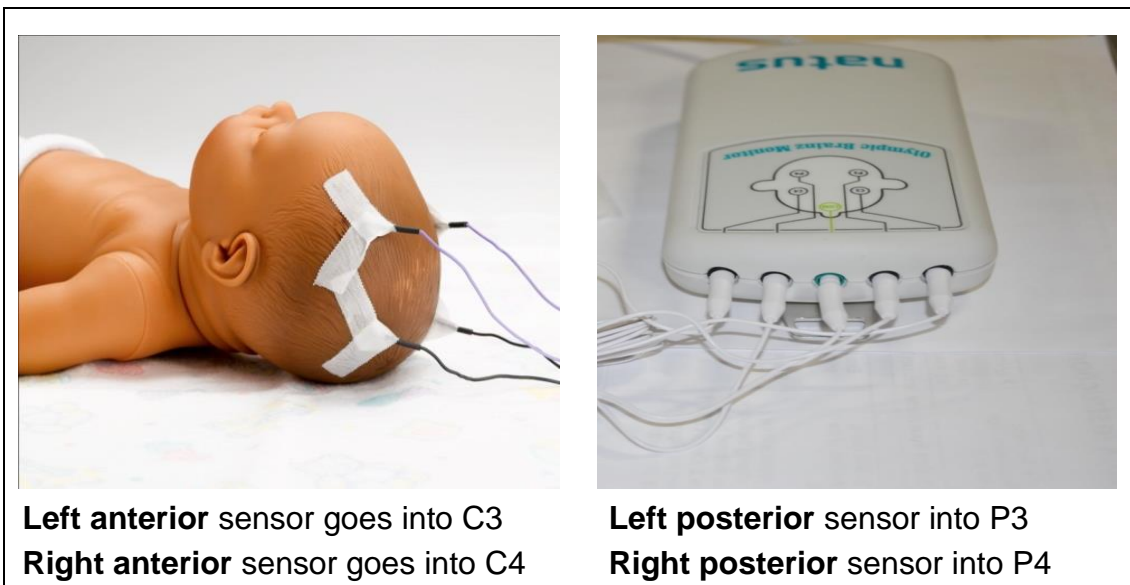 natus
Olympic Brainz Monitor
Left anterior sensor goes into C3
Right anterior sensor goes into C4
Left posterior sensor into P3
Right posterior sensor into P4